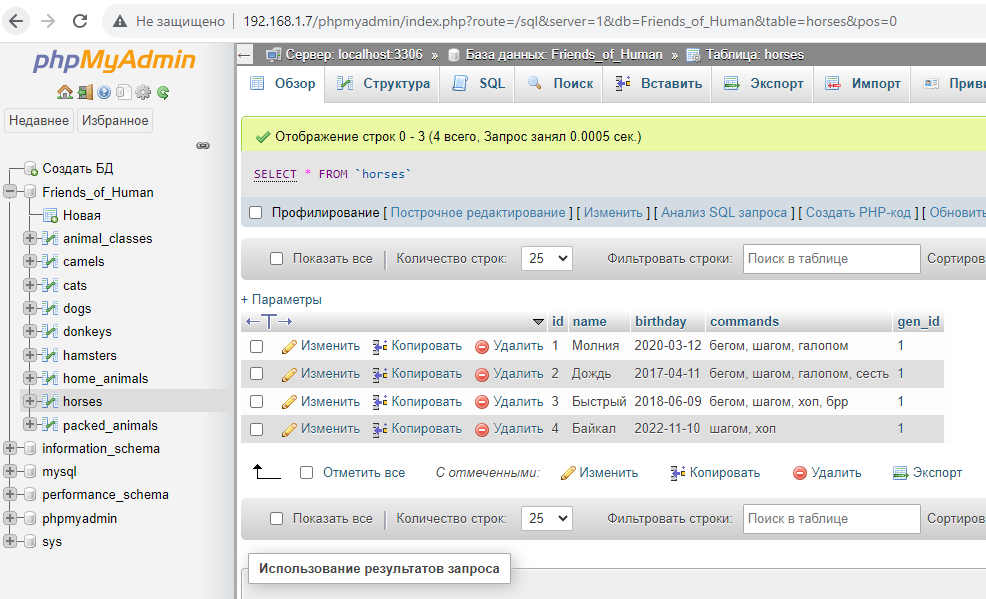 Не защищено 192.168.1.7/phpmyadmin/index.php?route=/sql&server=1&db=Friends_of_Human&table=horses&pos=0
phpMyAdmin
Недавнее Избранное
Создать БД
Friends_of_Human
Новая
animal_classes
camels
cats
dogs
donkeys
hamsters
home_animals
horses
packed_animals
information_schema
mysql
performance_schema
phpmyadmin
sys
Сервер: localhost:3306 » База данных: Friends_of_Human » Таблица: horses
Обзор Структура SQL Поиск Вставить Экспорт Импорт Приви
Отображение строк 0 - 3 (4 всего, Запрос занял 0.0005 сек.)
SELECT * FROM `horses`
Профилирование [ Построчное редактирование ] [ Изменить ] [ Анализ SQL запроса ] [ Создать PHP-код ] [ Обновить
Показать все Количество строк: 25 Фильтровать строки: Поиск в таблице Сортиров
+ Параметры
←T→ id name birthday commands gen_id
Изменить Копировать Удалить 1 Молния 2020-03-12 бегом, шагом, галопом 1
Изменить Копировать Удалить 2 Дождь 2017-04-11 бегом, шагом, галопом, сесть 1
Изменить Копировать Удалить 3 Быстрый 2018-06-09 бегом, шагом, хоп, брр 1
Изменить Копировать Удалить 4 Байкал 2022-11-10 шагом, хоп 1
Отметить все С отмеченными: Изменить Копировать Удалить Экспорт
Показать все Количество строк: 25 Фильтровать строки: Поиск в таблице Сортиров
Использование результатов запроса